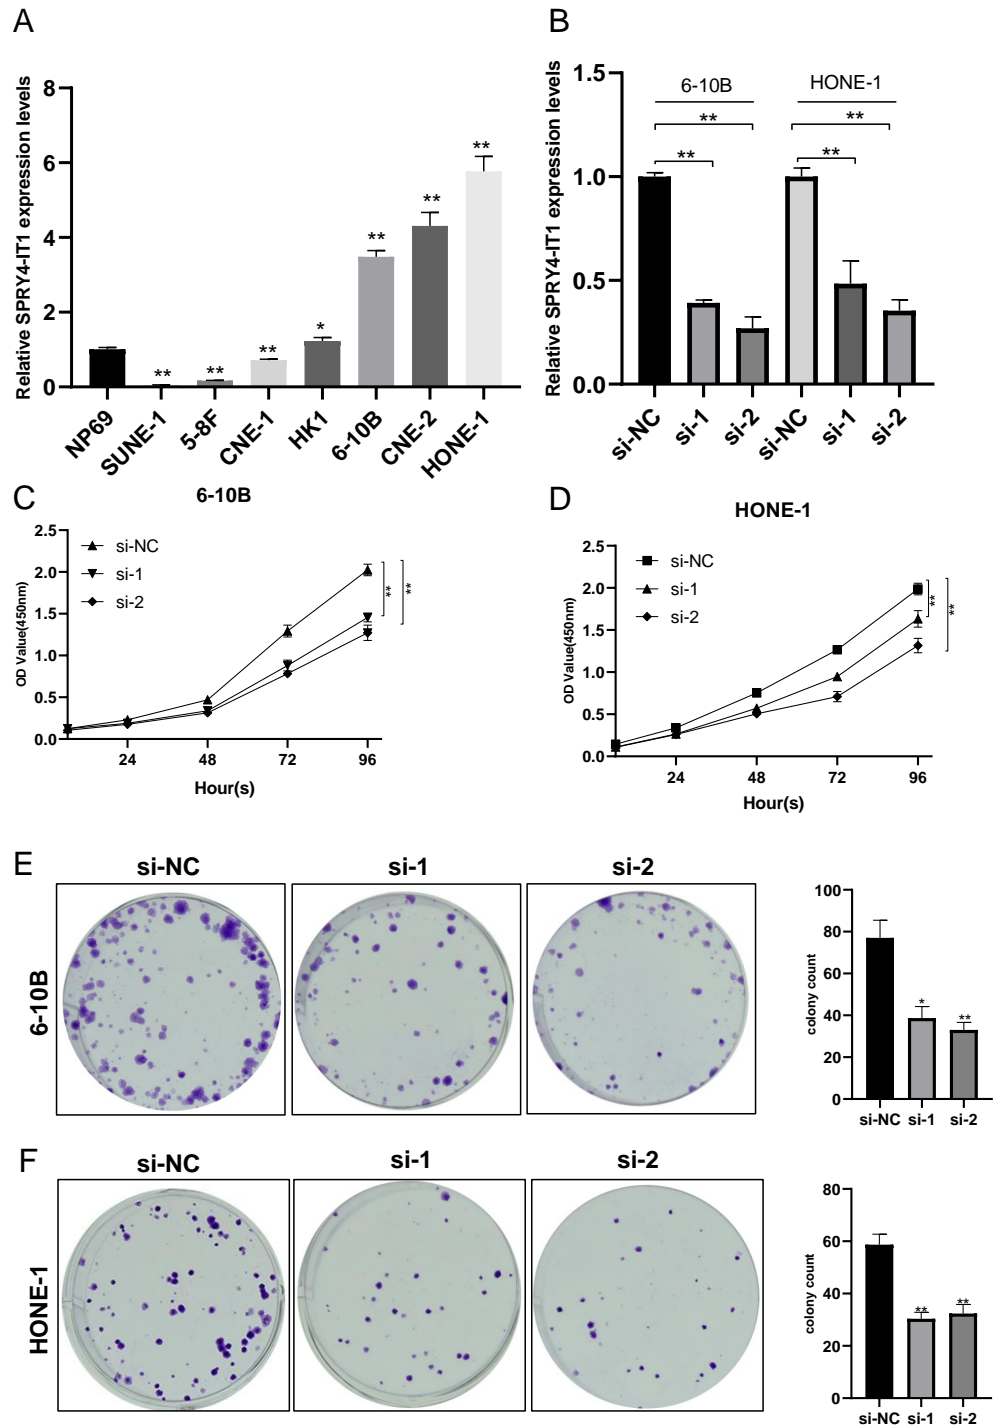 A
Relative SPRY4-IT1 expression levels
8
6
4
2
0
**
**
**
*
**
**
**
NP69
SUNE-1
5-8F
CNE-1
HK1
6-10B
CNE-2
HONE-1
B
Relative SPRY4-IT1 expression levels
1.5
1.0
0.5
0.0
6-10B
HONE-1
**
**
**
**
si-NC
si-1
si-2
si-NC
si-1
si-2
C
6-10B
OD Value(450nm)
2.5
2.0
1.5
1.0
0.5
0.0
si-NC
si-1
si-2
**
**
24
48
72
96
Hour(s)
D
HONE-1
OD Value(450nm)
2.5
2.0
1.5
1.0
0.5
0.0
si-NC
si-1
si-2
**
**
24
48
72
96
Hour(s)
E
si-NC
si-1
si-2
6-10B
colony count
100
80
60
40
20
0
*
**
si-NC
si-1
si-2
F
si-NC
si-1
si-2
HONE-1
colony count
80
60
40
20
0
**
**
si-NC
si-1
si-2